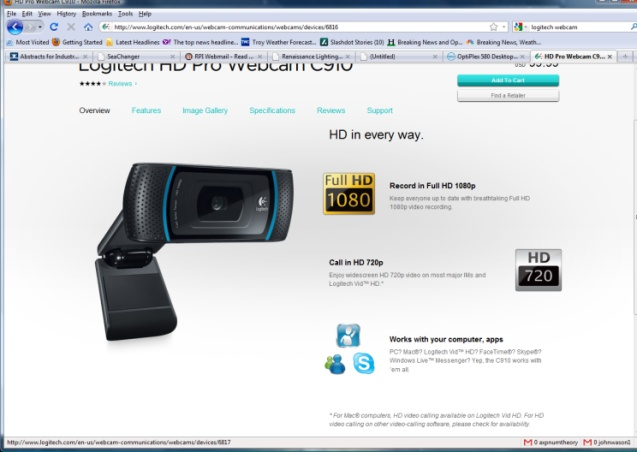 HD Pro Webcam C910 - Mozilla Firefox
File Edit View History Bookmarks Tools Help
http://www.logitech.com/en-us/webcam-communications/webcams/devices/6816
logitech webcam
Most Visited Getting Started Latest Headlines The top news headline... Troy Weather Forecast... Slashdot Stories (10) Breaking News and Op... Breaking News, Weath...
Abstracts for Industri... SeaChanger RPI Webmail - Read ... Renaissance Lighting... (Untitled) OptiPlex 580 Desktop... HD Pro Webcam C9...
Logitech HD Pro Webcam C910
Reviews
Add To Cart
Find a Retailer
Overview Features Image Gallery Specifications Reviews Support
HD in every way.
Full HD
1080
Record in Full HD 1080p
Keep everyone up to date with breathtaking Full HD
1080p video recording.
Logitech
Call in HD 720p
Enjoy widescreen HD 720p video on most major IMs and
Logitech Vid™ HD.*
HD
720
Works with your computer, apps
PC? Mac®? Logitech Vid™ HD? FaceTime®? Skype®?
Windows Live™ Messenger? Yep, the C910 works with
'em all.
* For Mac® computers, HD video calling available on Logitech Vid HD. For HD
video calling on other video-calling software, please check for availability.
http://www.logitech.com/en-us/webcam-communications/webcams/devices/6817
0 aspnumtheory 0 johnwason1